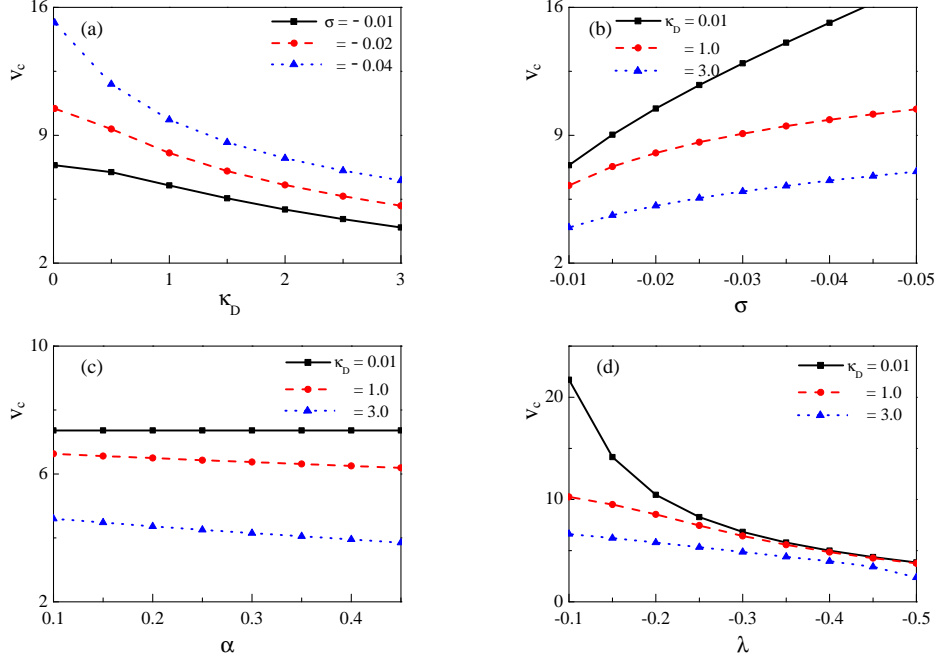 (a)
σ = − 0.01
= − 0.02
= − 0.04
16
9
2
v_c
0 1 2 3
κ_D
(b)
κ_D = 0.01
= 1.0
= 3.0
16
9
2
v_c
-0.01 -0.02 -0.03 -0.04 -0.05
σ
(c)
κ_D = 0.01
= 1.0
= 3.0
10
6
2
v_c
0.1 0.2 0.3 0.4
α
(d)
κ_D = 0.01
= 1.0
= 3.0
20
10
0
v_c
-0.1 -0.2 -0.3 -0.4 -0.5
λ